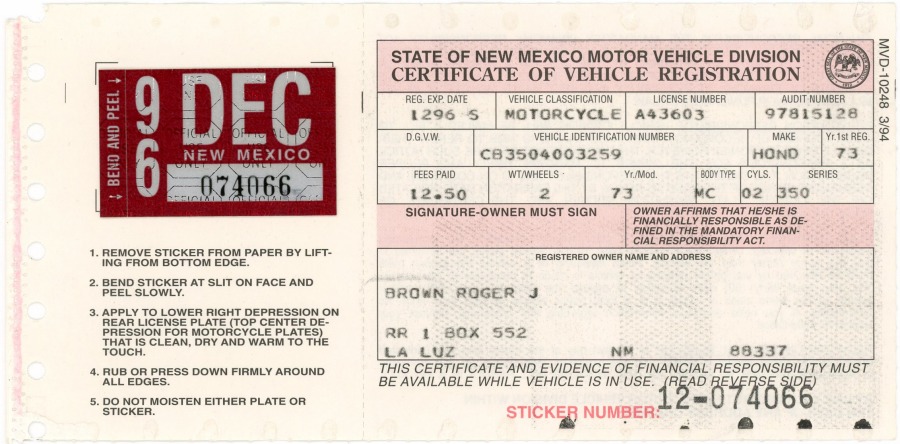 BEND AND PEEL
96
DEC
NEW MEXICO
074066
1. REMOVE STICKER FROM PAPER BY LIFT-
ING FROM BOTTOM EDGE.
2. BEND STICKER AT SLIT ON FACE AND
PEEL SLOWLY.
3. APPLY TO LOWER RIGHT DEPRESSION ON
REAR LICENSE PLATE (TOP CENTER DE-
PRESSION FOR MOTORCYCLE PLATES)
THAT IS CLEAN, DRY AND WARM TO THE
TOUCH.
4. RUB OR PRESS DOWN FIRMLY AROUND
ALL EDGES.
5. DO NOT MOISTEN EITHER PLATE OR
STICKER.
STATE OF NEW MEXICO MOTOR VEHICLE DIVISION
CERTIFICATE OF VEHICLE REGISTRATION
MVD-10248 3/94
REG. EXP. DATE VEHICLE CLASSIFICATION LICENSE NUMBER AUDIT NUMBER
1296 S MOTORCYCLE A43603 97815128
D.G.V.W. VEHICLE IDENTIFICATION NUMBER MAKE Yr.1st REG.
CB3504003259 HOND 73
FEES PAID WT/WHEELS Yr./Mod. BODY TYPE CYLS. SERIES
12.50 2 73 MC 02 350
SIGNATURE-OWNER MUST SIGN
OWNER AFFIRMS THAT HE/SHE IS
FINANCIALLY RESPONSIBLE AS DE-
FINED IN THE MANDATORY FINAN-
CIAL RESPONSIBILITY ACT.
REGISTERED OWNER NAME AND ADDRESS
BROWN ROGER J
RR 1 BOX 552
LA LUZ NM 88337
THIS CERTIFICATE AND EVIDENCE OF FINANCIAL RESPONSIBILITY MUST
BE AVAILABLE WHILE VEHICLE IS IN USE. (READ REVERSE SIDE)
STICKER NUMBER: 12-074066